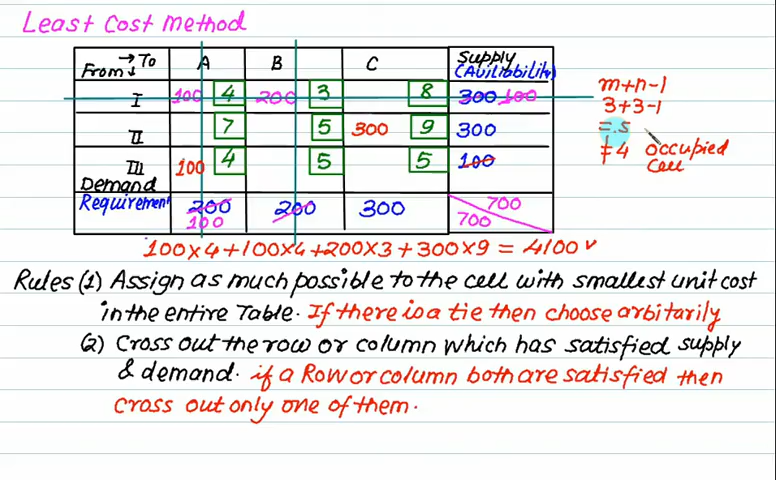 Least Cost Method
From↓ →To A B C Supply (Avilibality)
I 100 4 200 3 8 300 100
II 7 5 300 9 300
III 100 4 5 5 100
Demand
Requirement 200 100 200 300 700 700
m+n-1
3+3-1
=5
≠4 occupied
cell
100×4+100×4+200×3+300×9=4100
Rules (1) Assign as much possible to the cell with smallest unit cost
in the entire Table. If there is a tie then choose arbitarily
(2) Cross out the row or column which has satisfied supply
& demand. if a Row or column both are satisfied then
cross out only one of them.